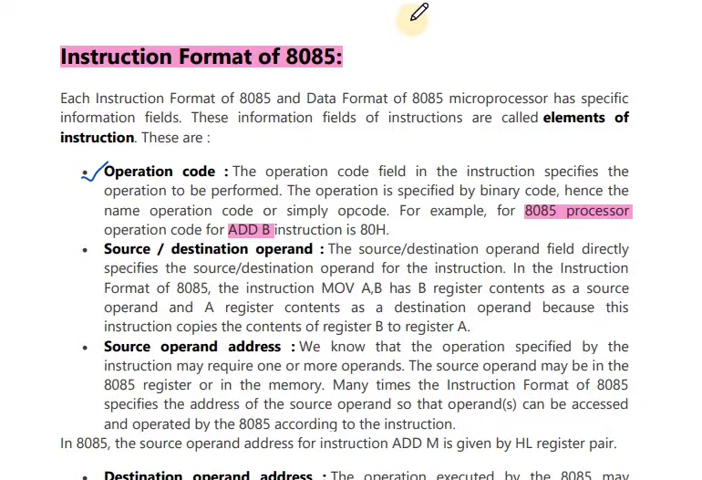 Instruction Format of 8085:
Each Instruction Format of 8085 and Data Format of 8085 microprocessor has specific
information fields. These information fields of instructions are called elements of
instruction. These are :
• Operation code : The operation code field in the instruction specifies the
operation to be performed. The operation is specified by binary code, hence the
name operation code or simply opcode. For example, for 8085 processor
operation code for ADD B instruction is 80H.
• Source / destination operand : The source/destination operand field directly
specifies the source/destination operand for the instruction. In the Instruction
Format of 8085, the instruction MOV A,B has B register contents as a source
operand and A register contents as a destination operand because this
instruction copies the contents of register B to register A.
• Source operand address : We know that the operation specified by the
instruction may require one or more operands. The source operand may be in the
8085 register or in the memory. Many times the Instruction Format of 8085
specifies the address of the source operand so that operand(s) can be accessed
and operated by the 8085 according to the instruction.
In 8085, the source operand address for instruction ADD M is given by HL register pair.
• Destination operand address : The operation executed by the 8085 may